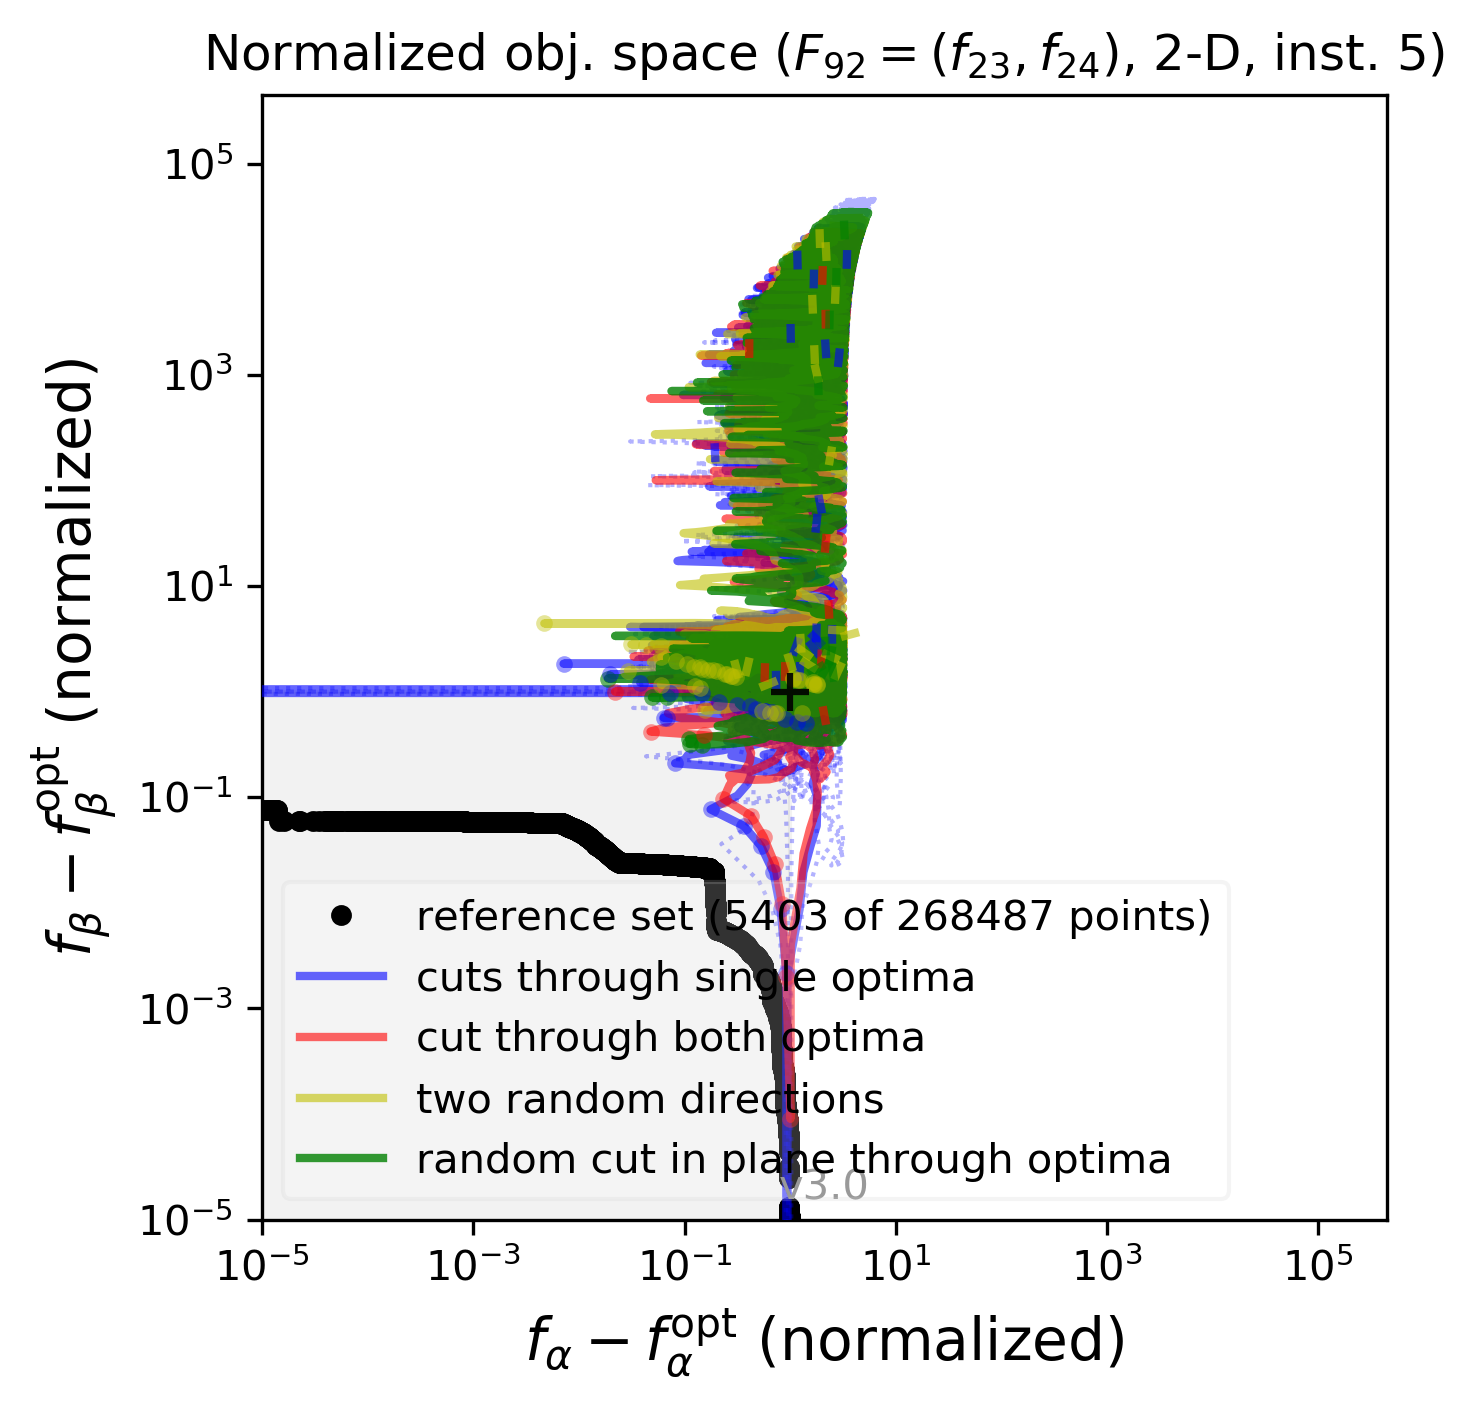 Normalized obj. space (F₉₂ = (f₂₃, f₂₄), 2-D, inst. 5)
10⁵
10³
10¹
10⁻¹
10⁻³
10⁻⁵
f_β − f_β^opt (normalized)
reference set (5403 of 268487 points)
cuts through single optima
cut through both optima
two random directions
random cut in plane through optima
v3.0
10⁻⁵ 10⁻³ 10⁻¹ 10¹ 10³ 10⁵
f_α − f_α^opt (normalized)